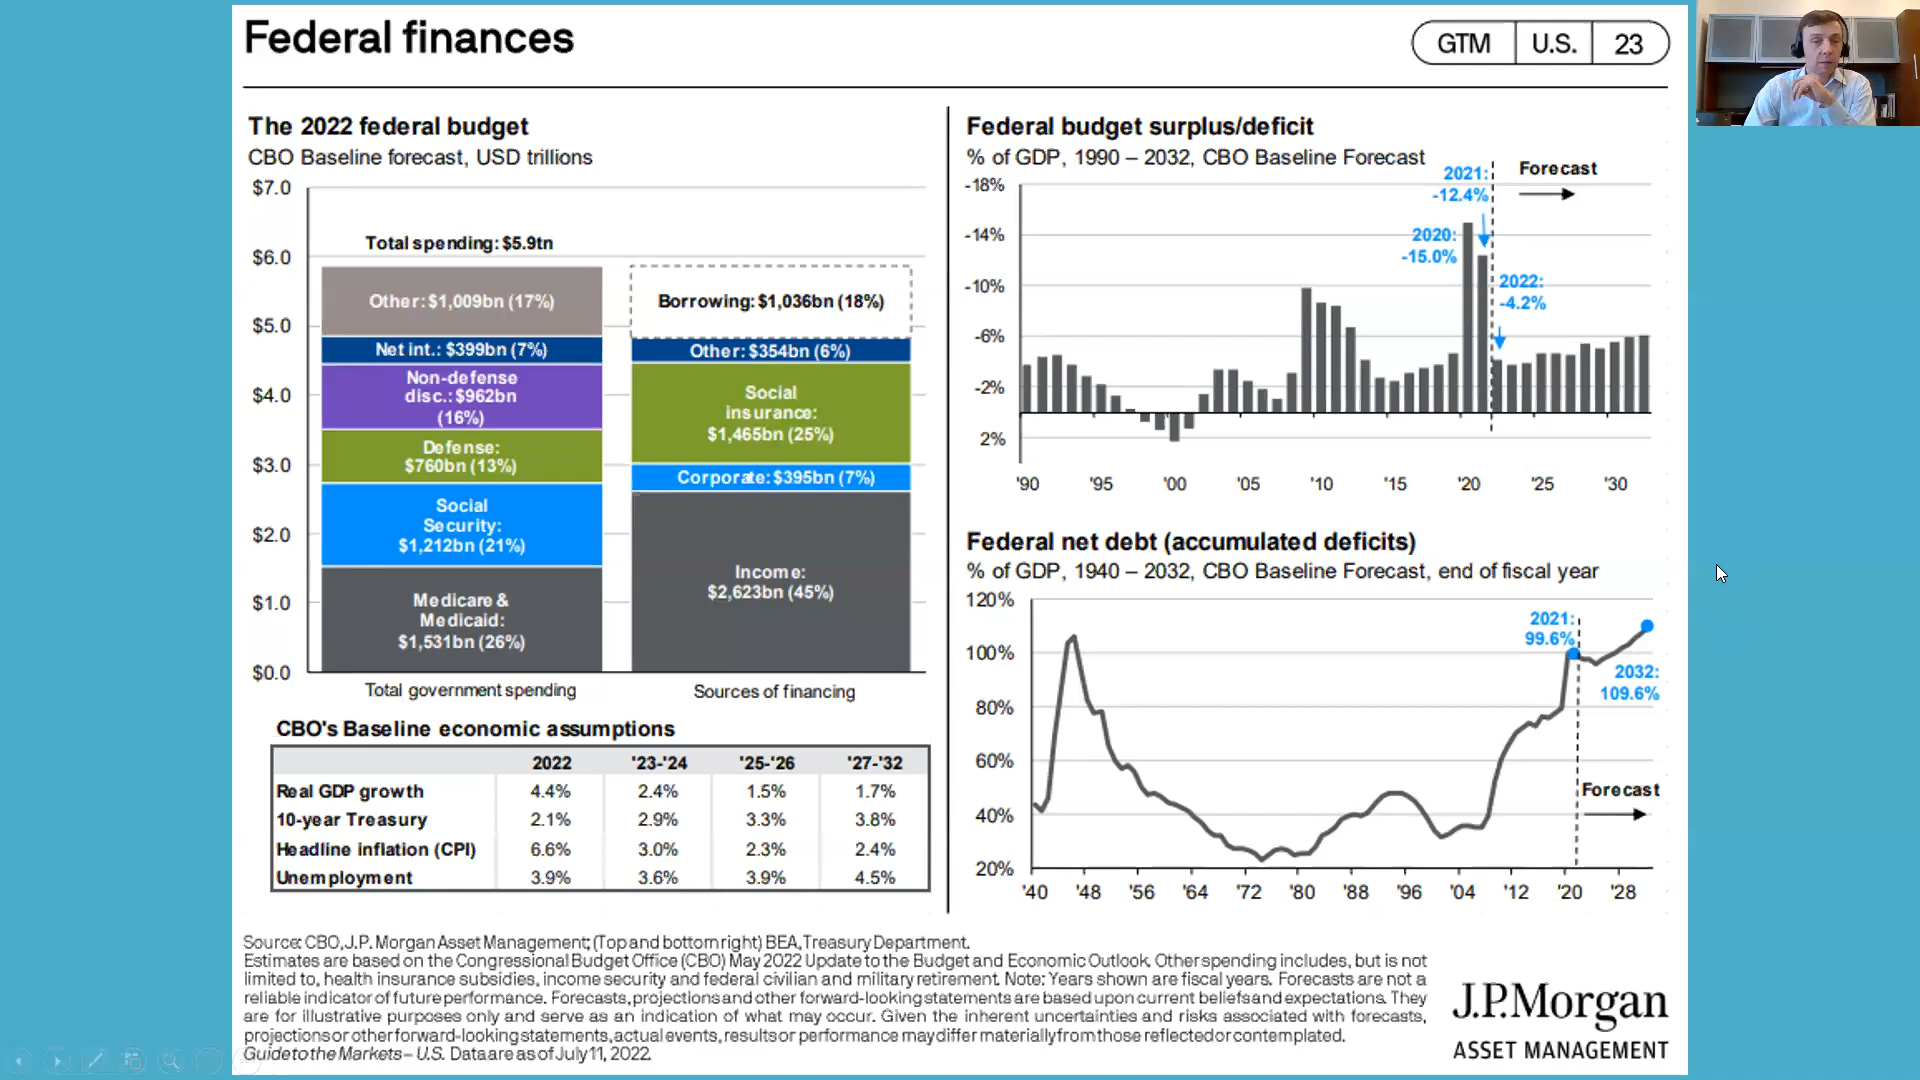 Federal finances
GTM U.S. 23
The 2022 federal budget
CBO Baseline forecast, USD trillions
$7.0
$6.0
$5.0
$4.0
$3.0
$2.0
$1.0
$0.0
Total spending: $5.9tn
Other: $1,009bn (17%)
Net int.: $399bn (7%)
Non-defense
disc.: $962bn
(16%)
Defense:
$760bn (13%)
Social
Security:
$1,212bn (21%)
Medicare &
Medicaid:
$1,531bn (26%)
Total government spending
Borrowing: $1,036bn (18%)
Other: $354bn (6%)
Social
insurance:
$1,465bn (25%)
Corporate: $395bn (7%)
Income:
$2,623bn (45%)
Sources of financing
CBO's Baseline economic assumptions
2022 '23-'24 '25-'26 '27-'32
Real GDP growth 4.4% 2.4% 1.5% 1.7%
10-year Treasury 2.1% 2.9% 3.3% 3.8%
Headline inflation (CPI) 6.6% 3.0% 2.3% 2.4%
Unemployment 3.9% 3.6% 3.9% 4.5%
Federal budget surplus/deficit
% of GDP, 1990 – 2032, CBO Baseline Forecast
-18%
-14%
-10%
-6%
-2%
2%
2021:
-12.4%
Forecast
2020:
-15.0%
2022:
-4.2%
'90 '95 '00 '05 '10 '15 '20 '25 '30
Federal net debt (accumulated deficits)
% of GDP, 1940 – 2032, CBO Baseline Forecast, end of fiscal year
120%
100%
80%
60%
40%
20%
2021:
99.6%
2032:
109.6%
Forecast
'40 '48 '56 '64 '72 '80 '88 '96 '04 '12 '20 '28
Source: CBO, J.P. Morgan Asset Management; (Top and bottom right) BEA, Treasury Department.
Estimates are based on the Congressional Budget Office (CBO) May 2022 Update to the Budget and Economic Outlook. Other spending includes, but is not
limited to, health insurance subsidies, income security and federal civilian and military retirement. Note: Years shown are fiscal years. Forecasts are not a
reliable indicator of future performance. Forecasts, projections and other forward-looking statements are based upon current beliefs and expectations. They
are for illustrative purposes only and serve as an indication of what may occur. Given the inherent uncertainties and risks associated with forecasts,
projections or other forward-looking statements, actual events, results or performance may differ materially from those reflected or contemplated.
Guide to the Markets – U.S. Data are as of July 11, 2022.
J.P.Morgan
ASSET MANAGEMENT